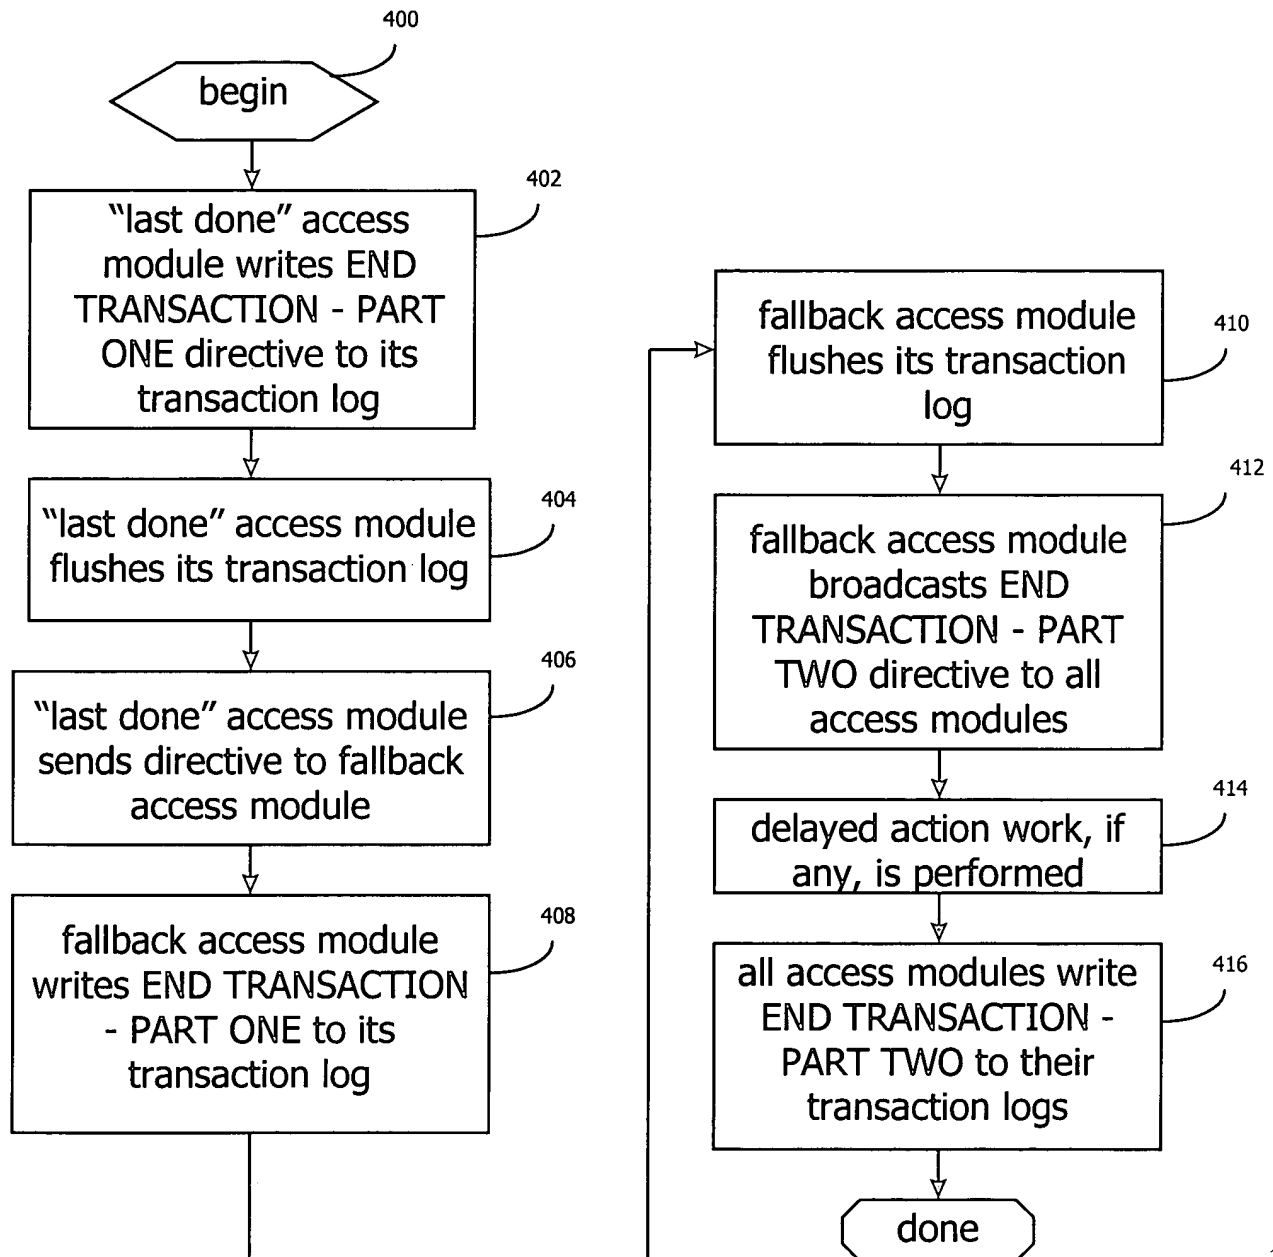 400
begin
402
“last done” access
module writes END
TRANSACTION - PART
ONE directive to its
transaction log
404
“last done” access module
flushes its transaction log
406
“last done” access module
sends directive to fallback
access module
408
fallback access module
writes END TRANSACTION
- PART ONE to its
transaction log
410
fallback access module
flushes its transaction
log
412
fallback access module
broadcasts END
TRANSACTION - PART
TWO directive to all
access modules
414
delayed action work, if
any, is performed
416
all access modules write
END TRANSACTION -
PART TWO to their
transaction logs
done